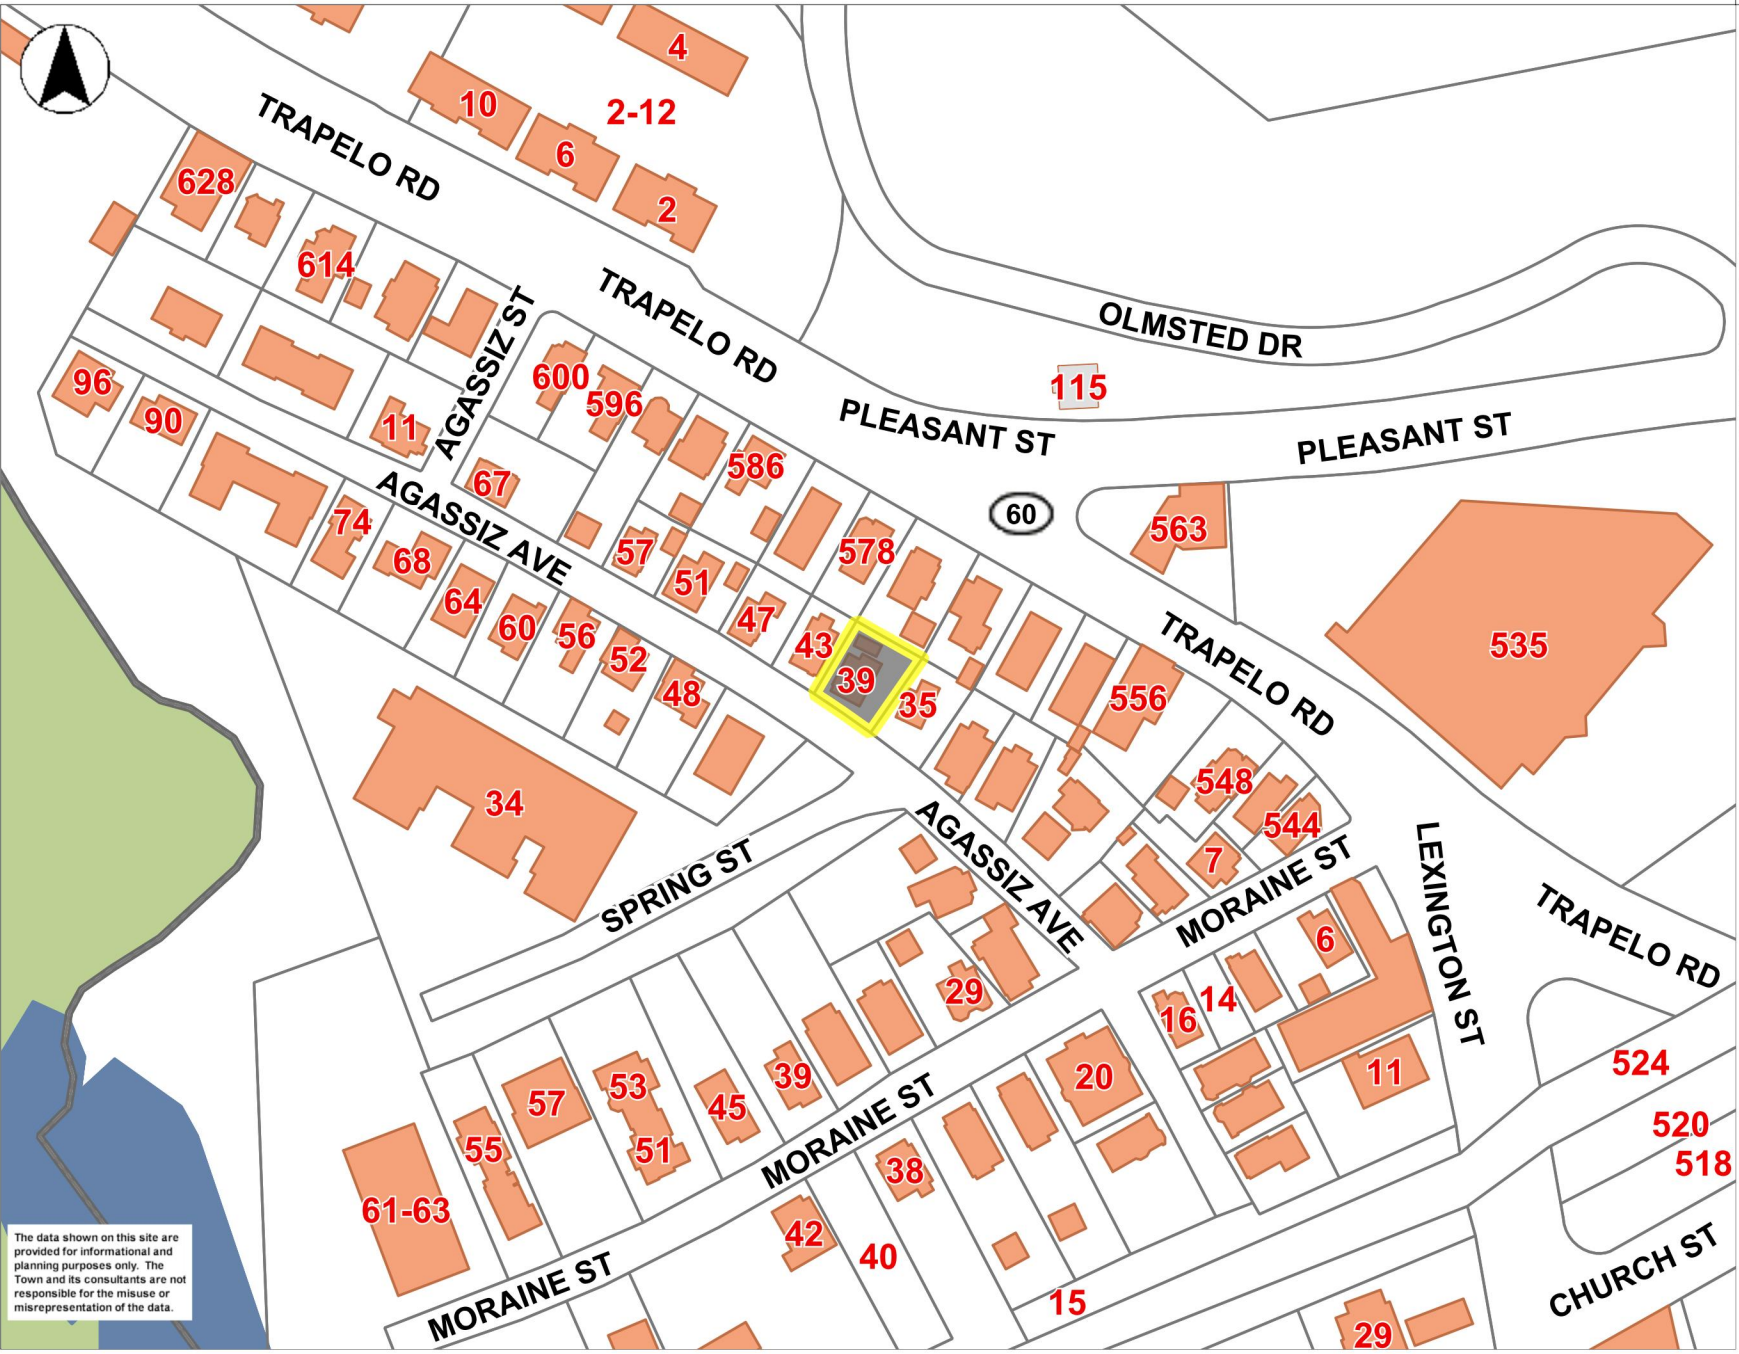 4
10
2-12
TRAPELO RD
6
628
2
614
TRAPELO RD
AGASSIZ ST
OLMSTED DR
96
90
11
600
596
115
PLEASANT ST
PLEASANT ST
586
67
AGASSIZ AVE
74
68
57
578
60
563
51
64
60
56
47
52
43
39
48
35
TRAPELO RD
556
535
34
548
544
AGASSIZ AVE
7
SPRING ST
MORAINE ST
LEXINGTON ST
TRAPELO RD
6
29
14
16
57
53
39
20
11
524
45
51
55
MORAINE ST
520
518
38
61-63
42
40
15
MORAINE ST
CHURCH ST
29
The data shown on this site are
provided for informational and
planning purposes only. The
Town and its consultants are not
responsible for the misuse or
misrepresentation of the data.